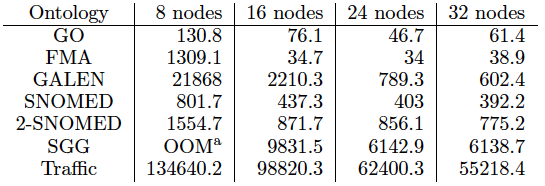 Ontology 8 nodes 16 nodes 24 nodes 32 nodes
GO 130.8 76.1 46.7 61.4
FMA 1309.1 34.7 34 38.9
GALEN 21868 2210.3 789.3 602.4
SNOMED 801.7 437.3 403 392.2
2-SNOMED 1554.7 871.7 856.1 775.2
SGG OOMᵃ 9831.5 6142.9 6138.7
Traffic 134640.2 98820.3 62400.3 55218.4